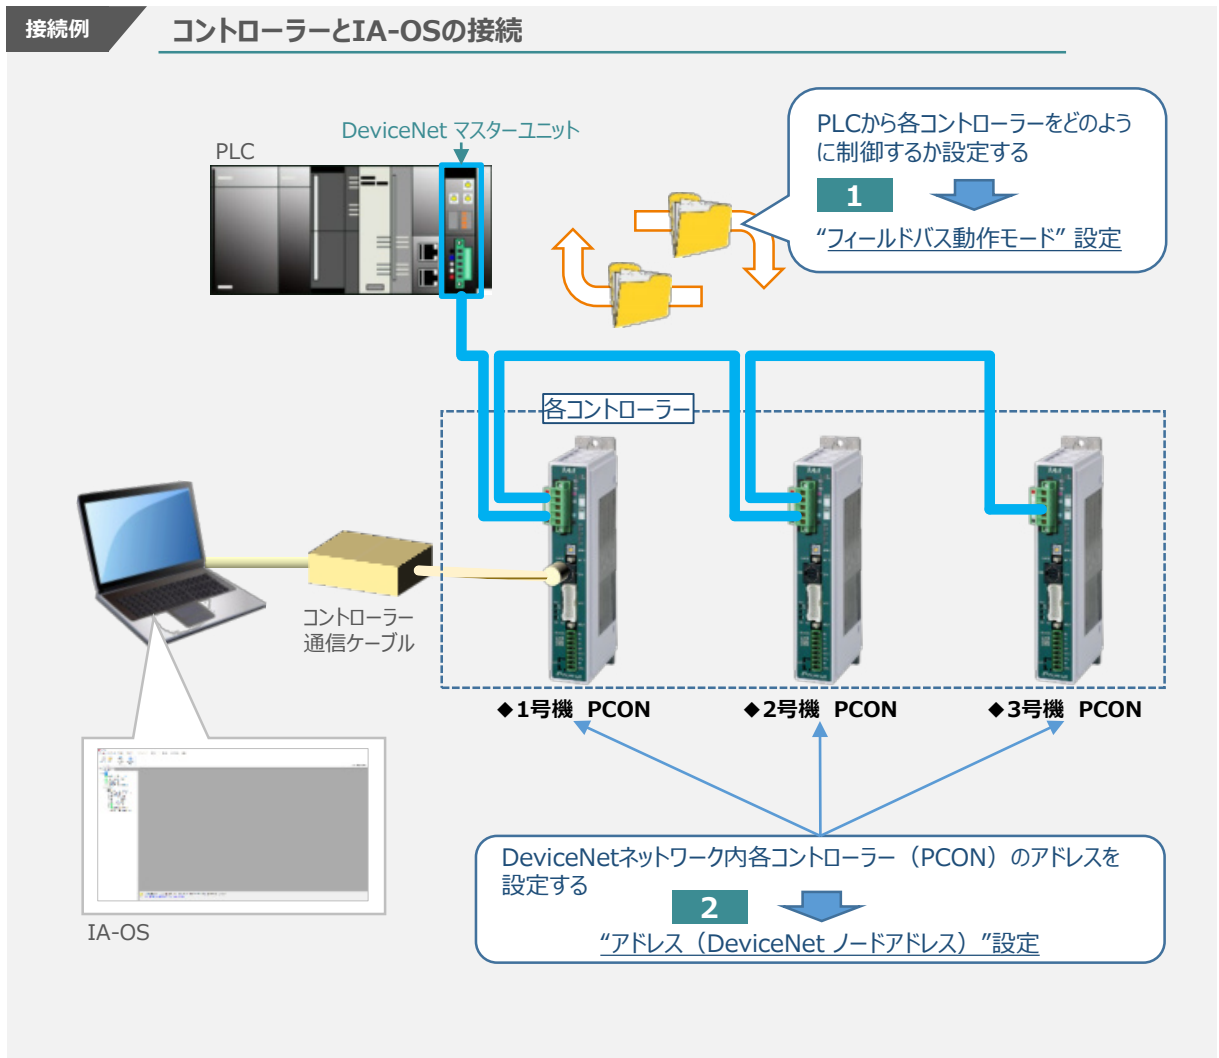 接続例
コントローラーとIA-OSの接続
DeviceNet マスターユニット
PLC
PLCから各コントローラーをどのよう
に制御するか設定する
1
“フィールドバス動作モード” 設定
各コントローラー
コントローラー
通信ケーブル
◆1号機 PCON
◆2号機 PCON
◆3号機 PCON
IA-OS
DeviceNetネットワーク内各コントローラー（PCON）のアドレスを
設定する
2
“アドレス（DeviceNet ノードアドレス）”設定